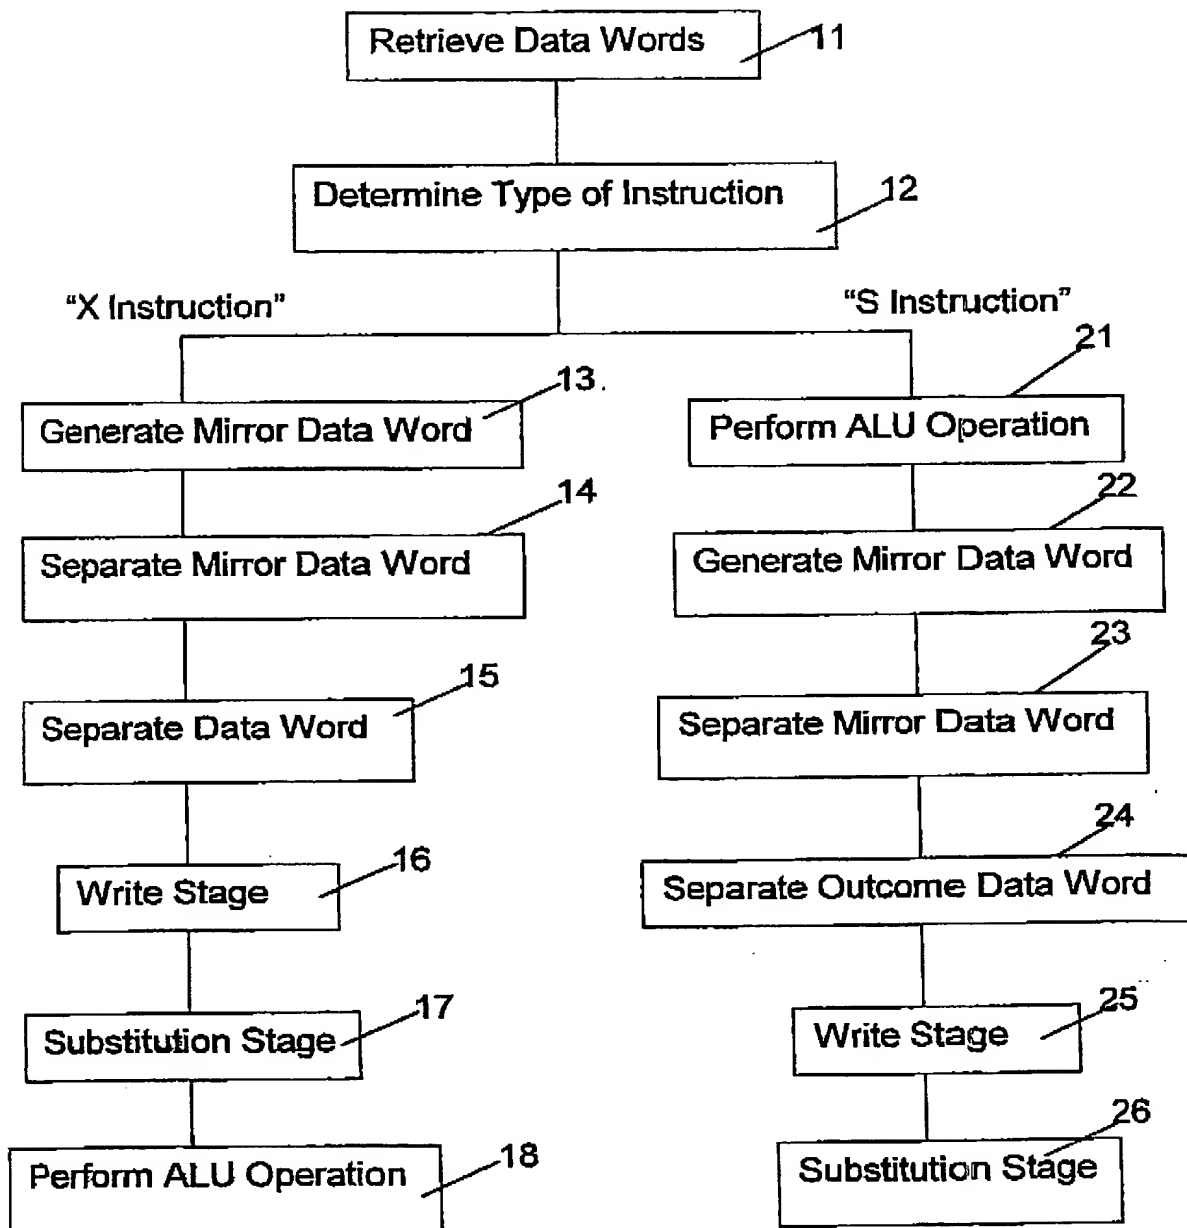 Retrieve Data Words
11
Determine Type of Instruction
12
“X Instruction”
“S Instruction”
13
Generate Mirror Data Word
14
Separate Mirror Data Word
15
Separate Data Word
16
Write Stage
17
Substitution Stage
18
Perform ALU Operation
21
Perform ALU Operation
22
Generate Mirror Data Word
23
Separate Mirror Data Word
24
Separate Outcome Data Word
25
Write Stage
26
Substitution Stage